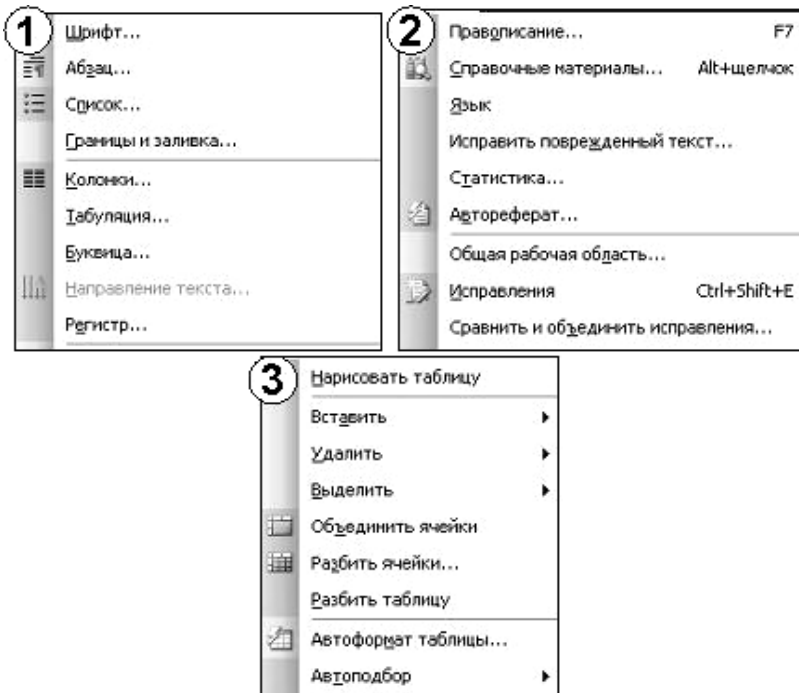 1
Шрифт...
Абзац...
Список...
Границы и заливка...
Колонки...
Табуляция...
Буквица...
Направление текста...
Регистр...
2
Правописание... F7
Справочные материалы... Alt+щелчок
Язык
Исправить поврежденный текст...
Статистика...
Автореферат...
Общая рабочая область...
Исправления Ctrl+Shift+E
Сравнить и объединить исправления...
3
Нарисовать таблицу
Вставить
Удалить
Выделить
Объединить ячейки
Разбить ячейки...
Разбить таблицу
Автоформат таблицы...
Автоподбор